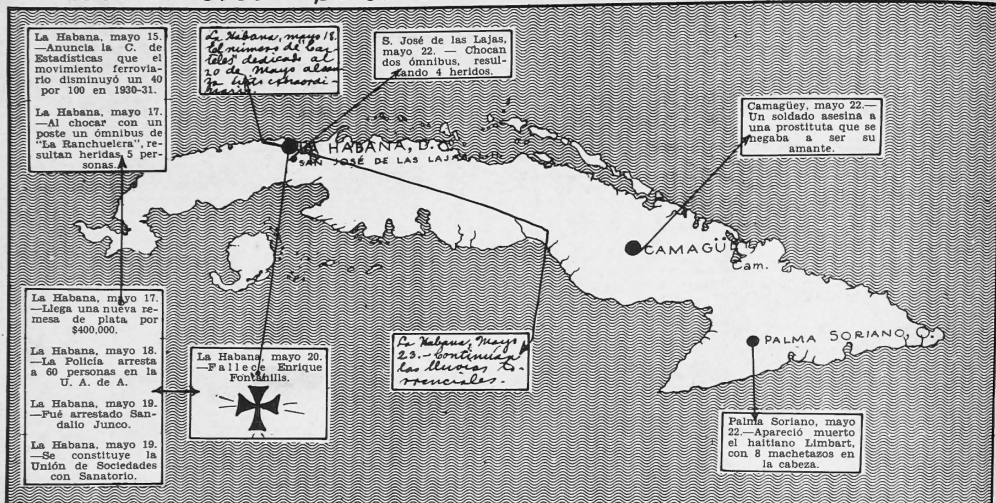 La Habana, mayo 15.
—Anuncia la C. de
Estadísticas que el
movimiento ferrovia-
rio disminuyó un 40
por 100 en 1930-31.
La Habana, mayo 17.
—Al chocar con un
poste un ómnibus de
"La Ranchuelera", re-
sultan heridas 5 per-
sonas.
La Habana, mayo 18.
El número de "Car-
teles" dedicado al
20 de Mayo alcan-
za éxito extraordi-
nario.
S. José de las Lajas,
mayo 22. — Chocan
dos ómnibus, resul-
tando 4 heridos.
Camagüey, mayo 22.—
Un soldado asesina a
una prostituta que se
negaba a ser su
amante.
LA HABANA, D.C.
SAN JOSÉ DE LAS LAJAS
CAMAGÜEY
Cam.
PALMA SORIANO, O.
La Habana, mayo 17.
—Llega una nueva re-
mesa de plata por
$400,000.
La Habana, mayo 18.
—La Policía arresta
a 60 personas en la
U. A. de A.
La Habana, mayo 19.
—Fué arrestado San-
dalio Junco.
La Habana, mayo 19.
—Se constituye la
Unión de Sociedades
con Sanatorio.
La Habana, mayo 20.
—Fallece Enrique
Fontanills.
La Habana, Mayo
23.- Continúan
las lluvias to-
rrenciales.
Palma Soriano, mayo
22.—Apareció muerto
el haitiano Limbart,
con 8 machetazos en
la cabeza.